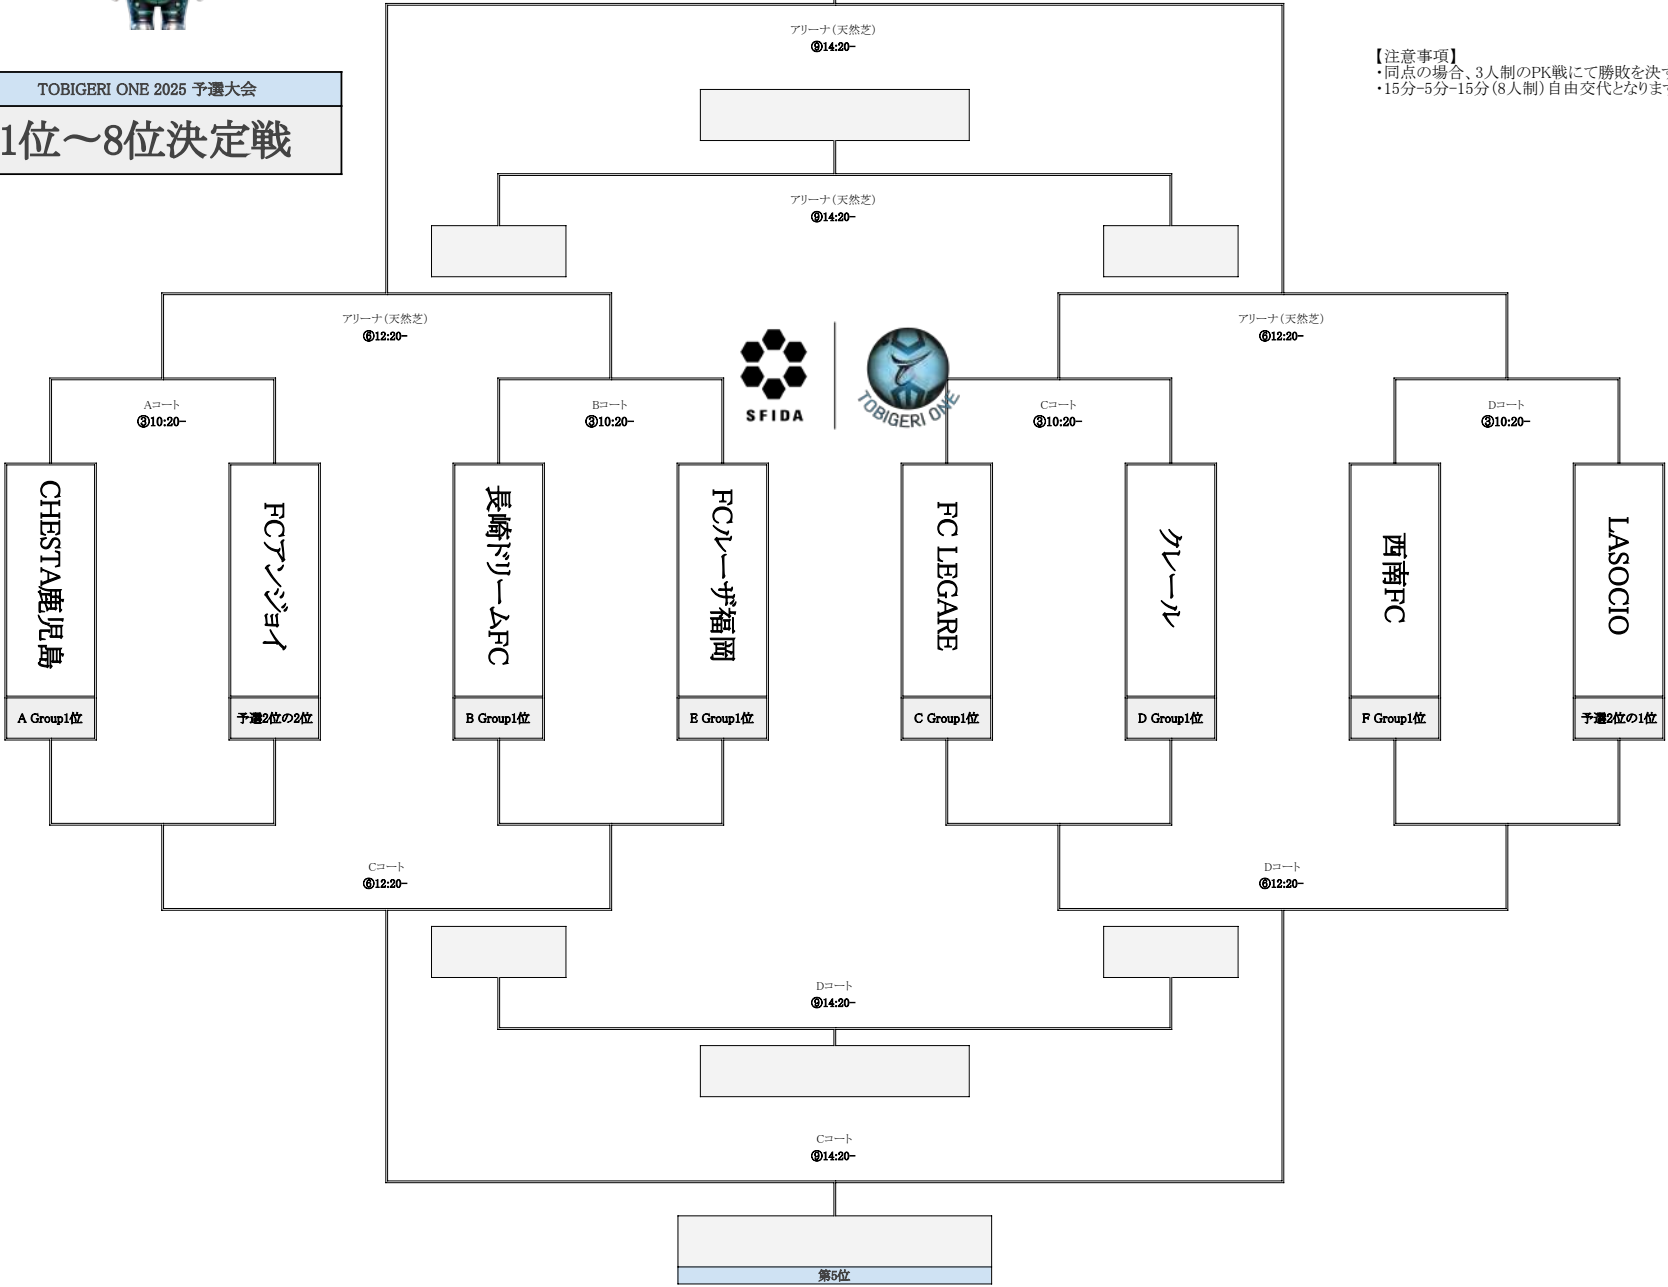 アリーナ（天然芝）
⑨14:20-
【注意事項】
・同点の場合、3人制のPK戦にて勝敗を決
・15分-5分-15分（8人制）自由交代となりま
TOBIGERI ONE 2025 予選大会
1位～8位決定戦
アリーナ（天然芝）
⑨14:20-
アリーナ（天然芝）
⑥12:20-
アリーナ（天然芝）
⑥12:20-
SFIDA
TOBIGERI ONE
Aコート
③10:20-
Bコート
③10:20-
Cコート
③10:20-
Dコート
③10:20-
CHESTA鹿児島
FCアンジョイ
長崎ドリームFC
FCルーザ福岡
FC LEGARE
クレール
西南FC
LASOCIO
A Group1位
予選2位の2位
B Group1位
E Group1位
C Group1位
D Group1位
F Group1位
予選2位の1位
Cコート
⑥12:20-
Dコート
⑥12:20-
Dコート
⑨14:20-
Cコート
⑨14:20-
第5位